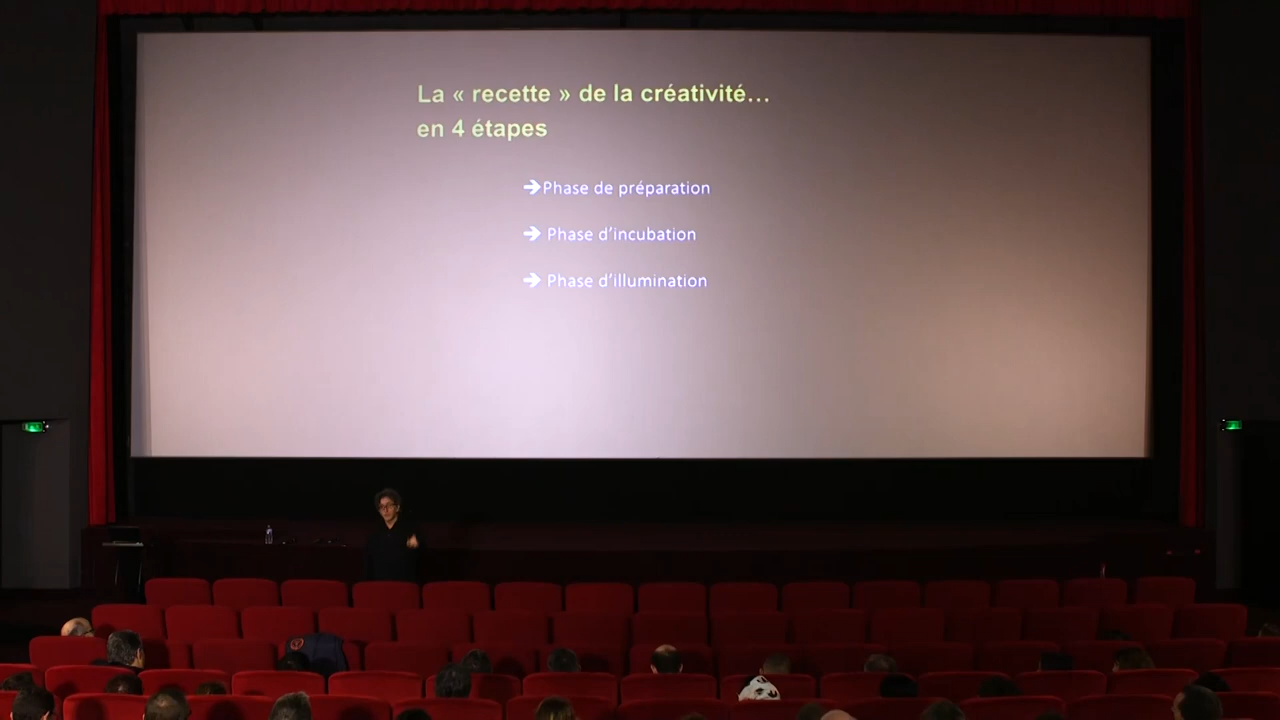 La « recette » de la créativité…
en 4 étapes
➔Phase de préparation
➔ Phase d’incubation
➔ Phase d’illumination